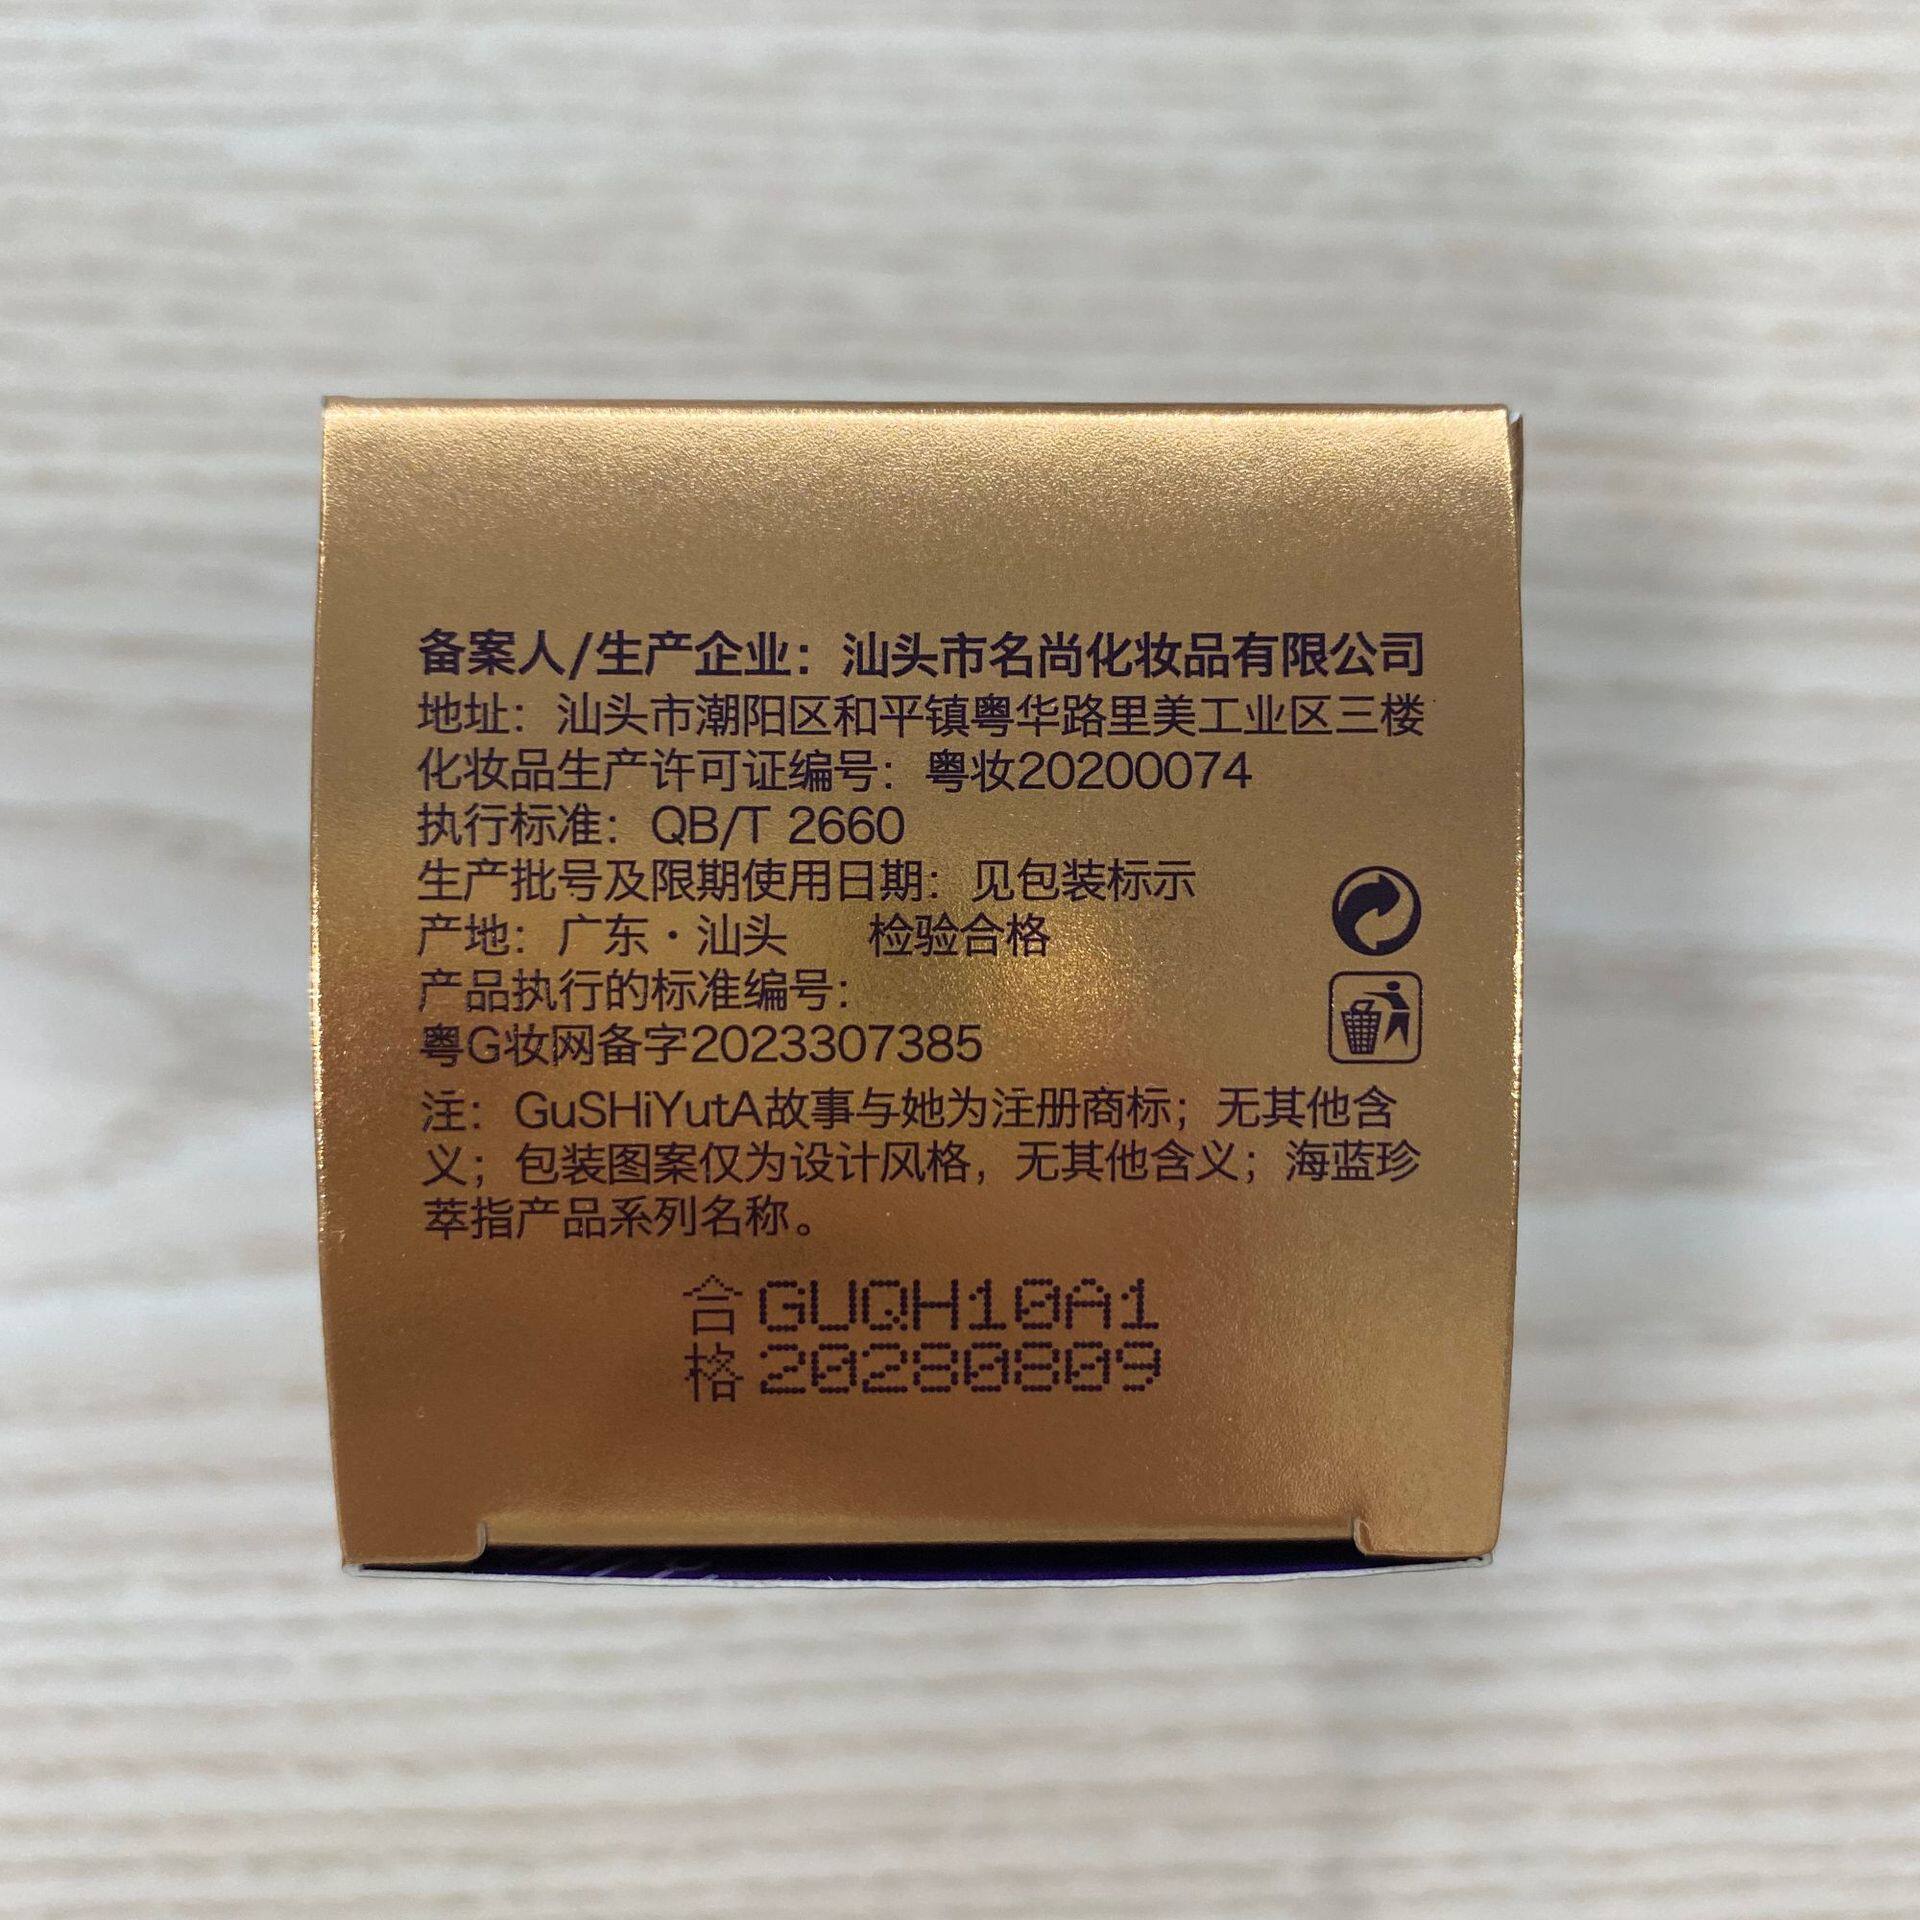 备案人/生产企业：汕头市名尚化妆品有限公司
地址：汕头市潮阳区和平镇粤华路里美工业区三楼
化妆品生产许可证编号：粤妆20200074
执行标准：QB/T 2660
生产批号及限期使用日期：见包装标示
产地：广东·汕头 检验合格
产品执行的标准编号：
粤G妆网备字2023307385
注：GuSHiYutA故事与她为注册商标；无其他含
义；包装图案仅为设计风格，无其他含义；海蓝珍
萃指产品系列名称。
合 GUQH10A1
格 20280809